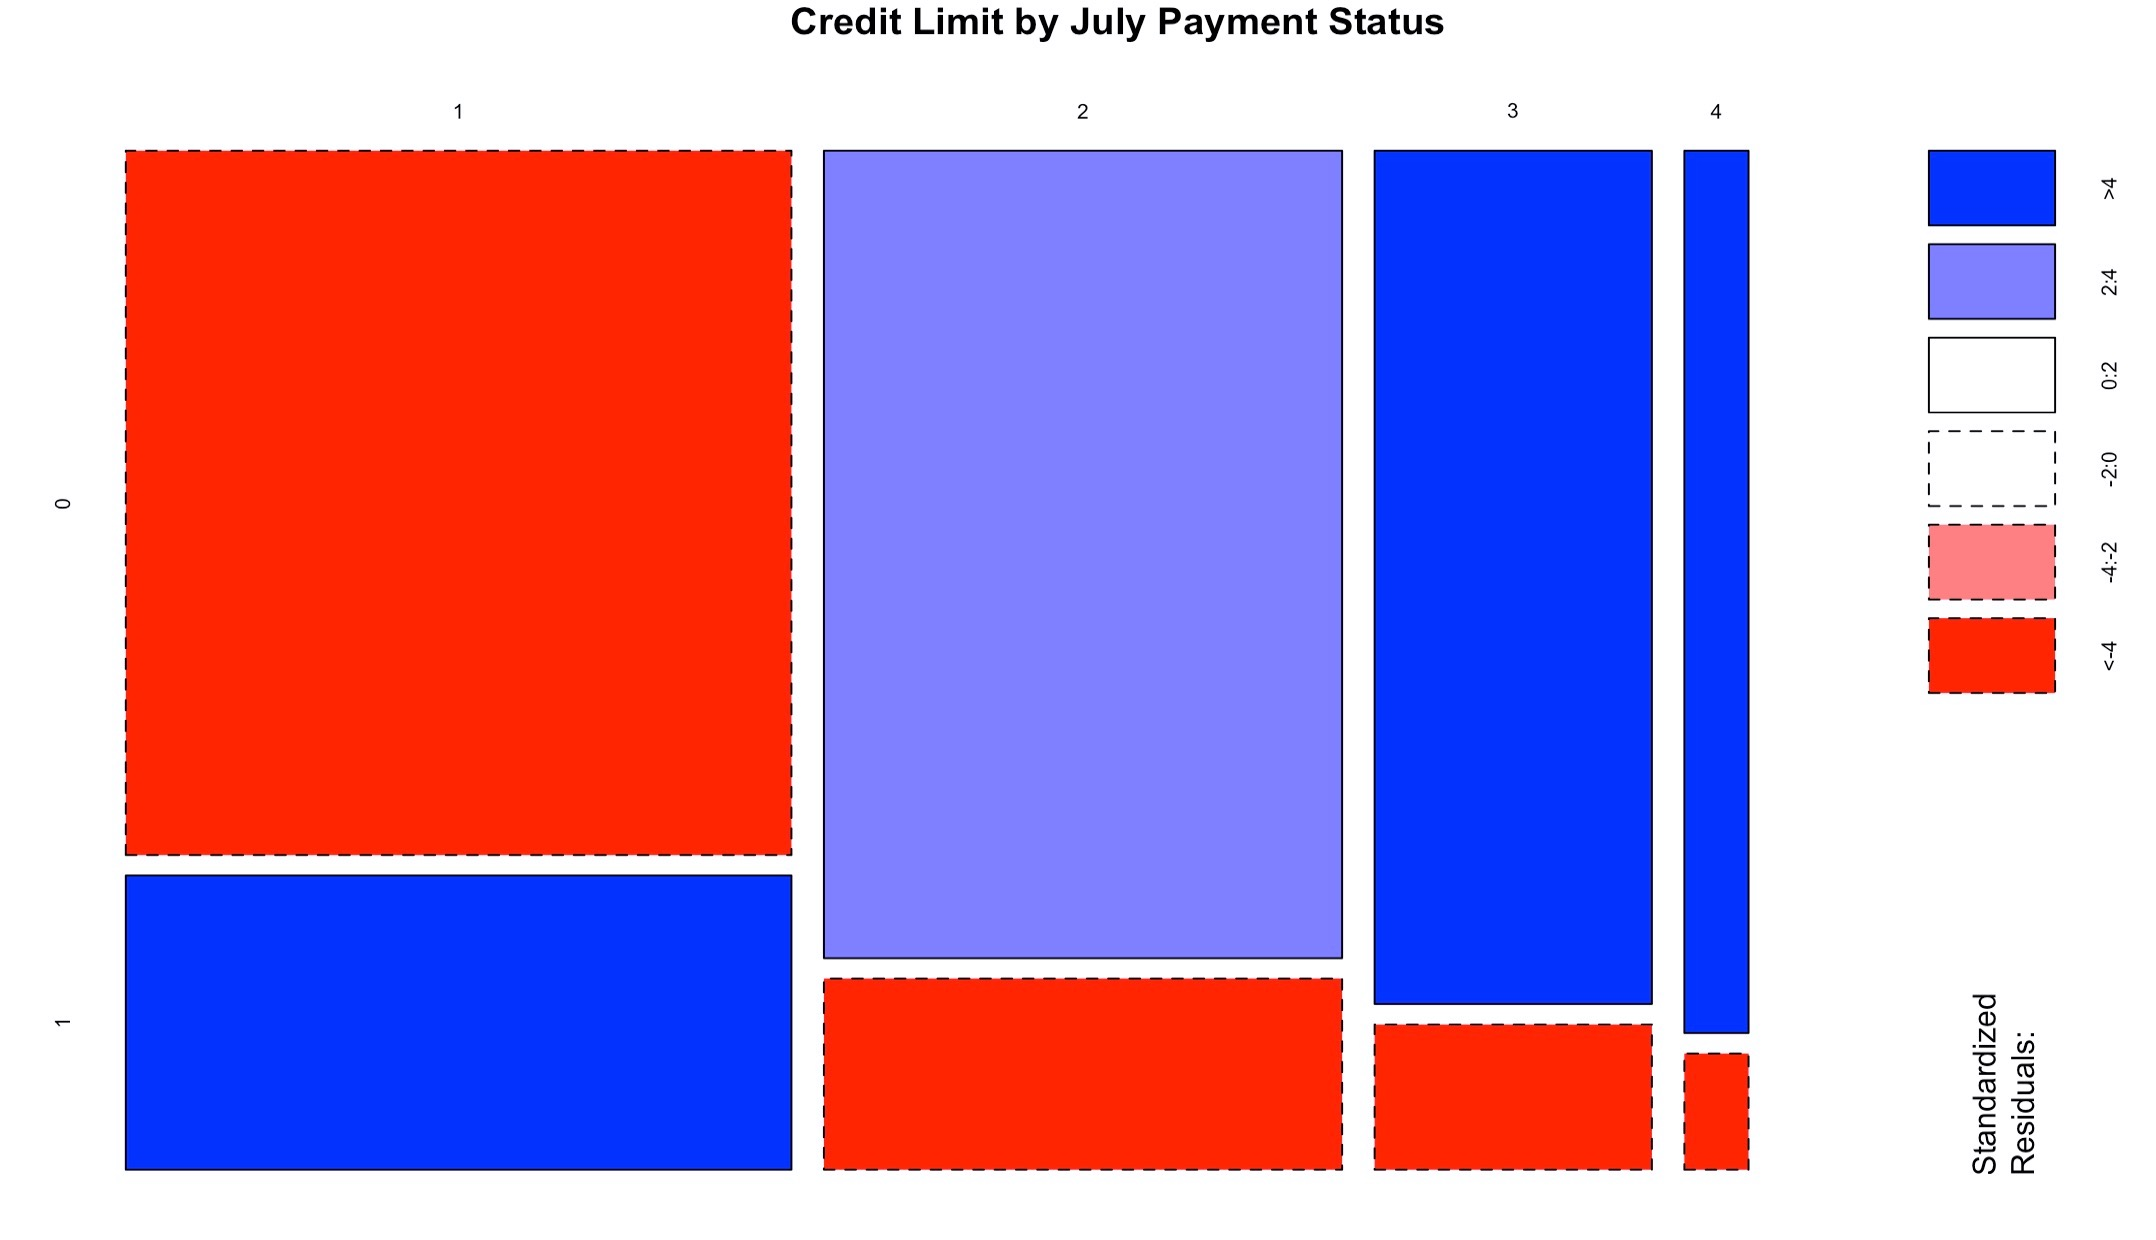 Credit Limit by July Payment Status
1 2 3 4
0
1
>4
2:4
0:2
-2:0
-4:-2
<-4
Standardized
Residuals: